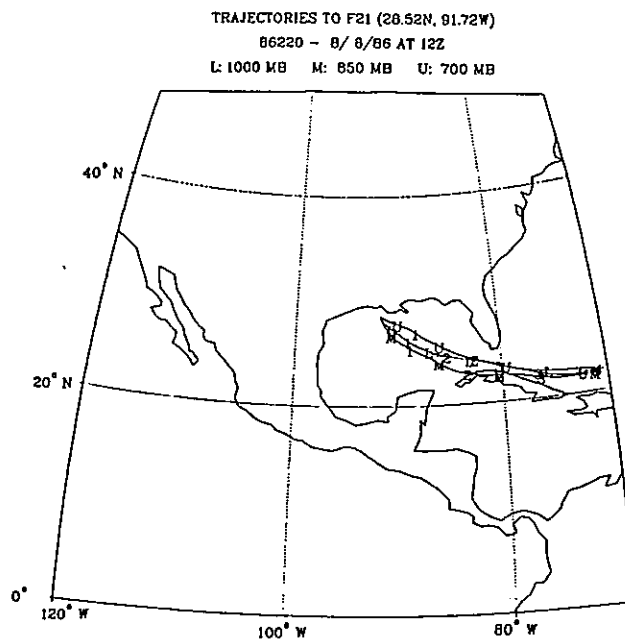 TRAJECTORIES TO F21 (28.52N, 91.72W)
86220 - 8/ 8/86 AT 12Z
L: 1000 MB M: 850 MB U: 700 MB
40° N
20° N
0°
120° W
100° W
80° W
U
M
L
U
M
U
U M